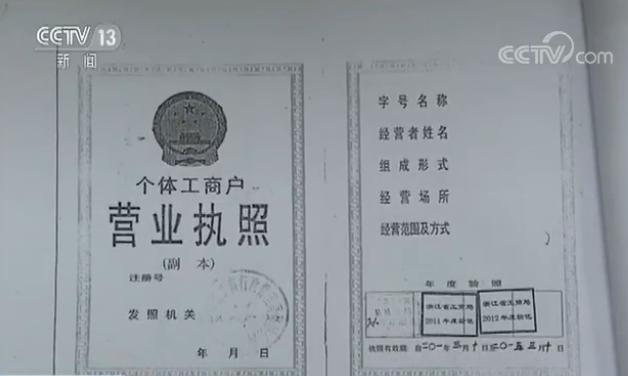 CCTV 13
新闻
CCTV.com
个体工商户
营业执照
(副本)
注册号
发照机关
年 月 日
字号名称
经营者姓名
组成形式
经营场所
经营范围及方式
年度验照
浙江省工商局
2011年度验讫
浙江省工商局
2012年度验讫
执照有效期